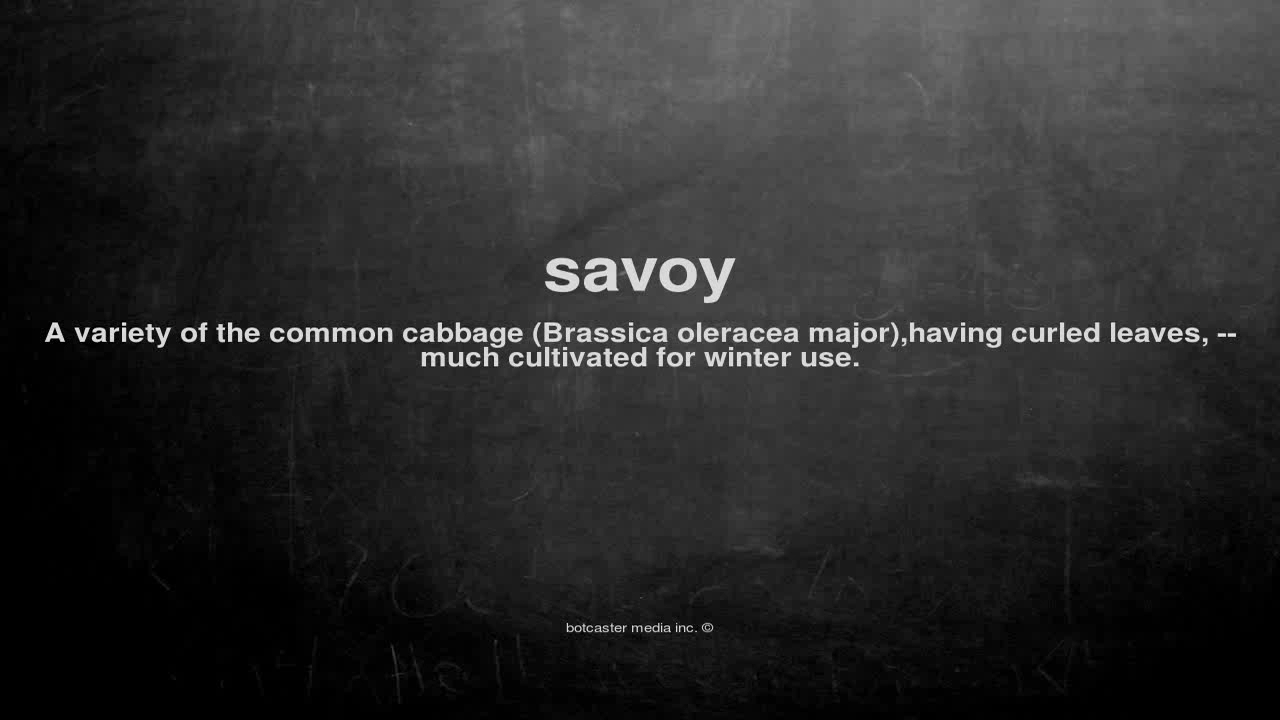 savoy
A variety of the common cabbage (Brassica oleracea major),having curled leaves, --
much cultivated for winter use.
botcaster media inc. ©